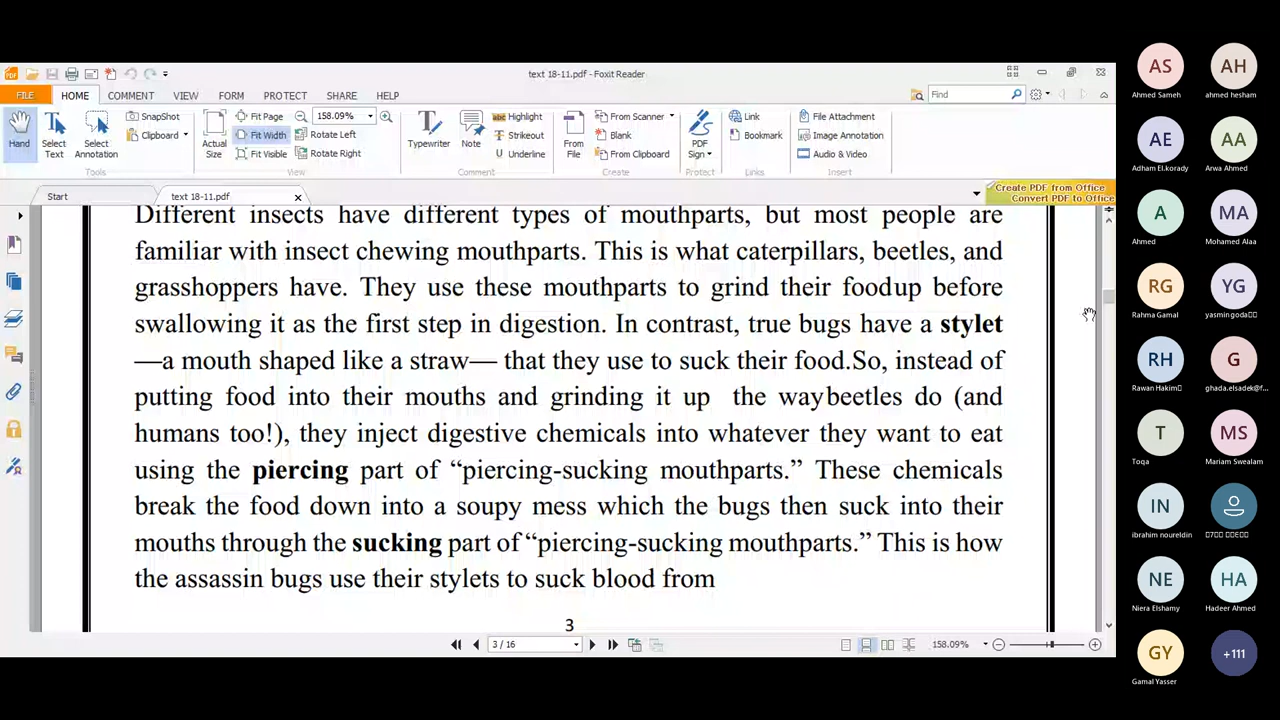 text 18-11.pdf - Foxit Reader
FILE HOME COMMENT VIEW FORM PROTECT SHARE HELP
Find
Hand
Select Text
Select Annotation
SnapShot
Clipboard
Tools
Actual Size
Fit Page
Fit Width
Fit Visible
158.09%
Rotate Left
Rotate Right
View
Typewriter
Note
Highlight
Strikeout
Underline
Comment
From File
From Scanner
Blank
From Clipboard
Create
PDF Sign
Protect
Link
Bookmark
Links
File Attachment
Image Annotation
Audio & Video
Insert
Start
text 18-11.pdf
Create PDF from Office
Convert PDF to Office
Different insects have different types of mouthparts, but most people are
familiar with insect chewing mouthparts. This is what caterpillars, beetles, and
grasshoppers have. They use these mouthparts to grind their foodup before
swallowing it as the first step in digestion. In contrast, true bugs have a stylet
—a mouth shaped like a straw— that they use to suck their food.So, instead of
putting food into their mouths and grinding it up the waybeetles do (and
humans too!), they inject digestive chemicals into whatever they want to eat
using the piercing part of “piercing-sucking mouthparts.” These chemicals
break the food down into a soupy mess which the bugs then suck into their
mouths through the sucking part of “piercing-sucking mouthparts.” This is how
the assassin bugs use their stylets to suck blood from
3
3 / 16
158.09%
AS
Ahmed Sameh
AH
ahmed hesham
AE
Adham El.korady
AA
Arwa Ahmed
A
Ahmed
MA
Mohamed Alaa
RG
Rahma Gamal
YG
yasmingoda
RH
Rawan Hakim
G
ghada.elsadek@f...
T
Toqa
MS
Mariam Swealam
IN
ibrahim noureldin
NE
Niera Elshamy
HA
Hadeer Ahmed
GY
Gamal Yasser
+111